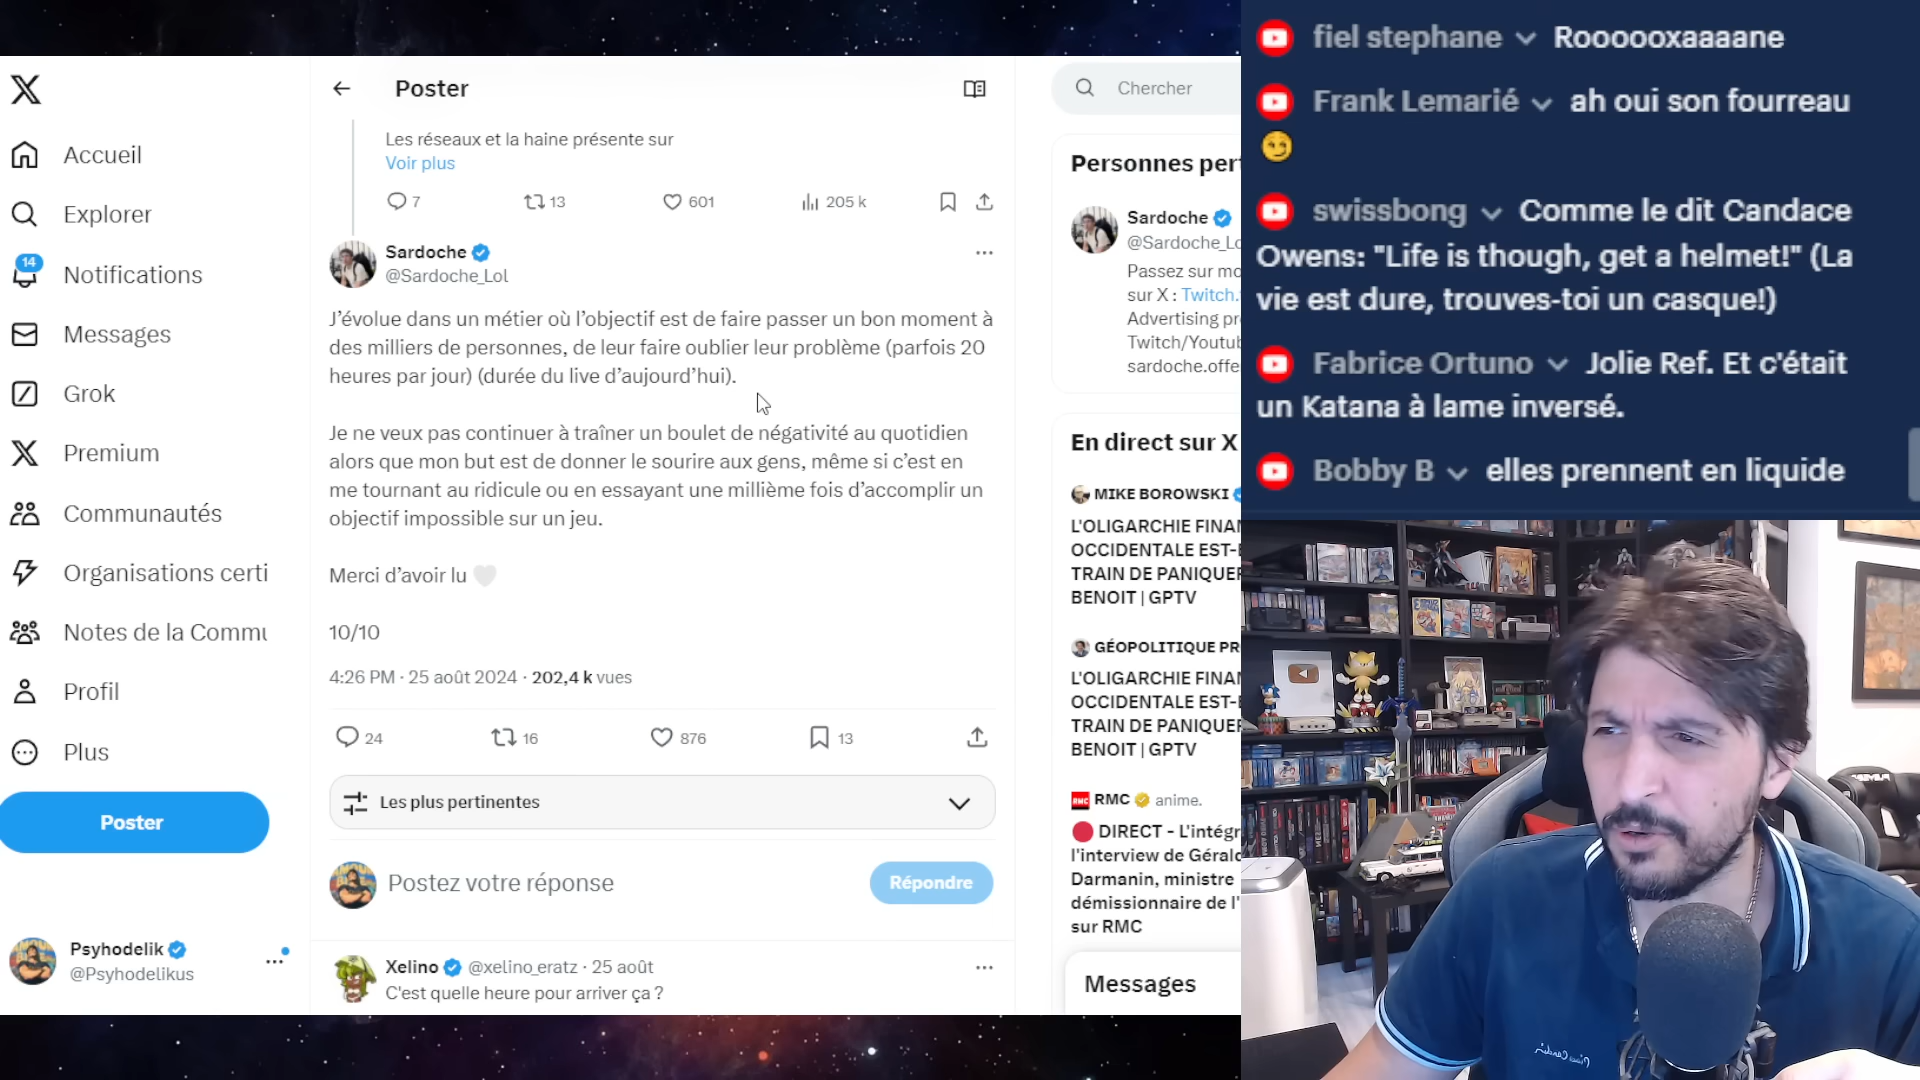 Accueil
Explorer
14
Notifications
Messages
Grok
Premium
Communautés
Organisations certi
Notes de la Commu
Profil
Plus
Poster
Psyhodelik
@Psyhodelikus
Poster
Les réseaux et la haine présente sur
Voir plus
7 13 601 205 k
Sardoche
@Sardoche_Lol
J'évolue dans un métier où l'objectif est de faire passer un bon moment à
des milliers de personnes, de leur faire oublier leur problème (parfois 20
heures par jour) (durée du live d'aujourd'hui).
Je ne veux pas continuer à traîner un boulet de négativité au quotidien
alors que mon but est de donner le sourire aux gens, même si c'est en
me tournant au ridicule ou en essayant une millième fois d'accomplir un
objectif impossible sur un jeu.
Merci d'avoir lu 🤍
10/10
4:26 PM · 25 août 2024 · 202,4 k vues
24 16 876 13
Les plus pertinentes
Postez votre réponse
Répondre
Xelino @xelino_eratz · 25 août
C'est quelle heure pour arriver ça ?
Chercher
Personnes per
Sardoche
@Sardoche_Lo
Passez sur mo
sur X : Twitch.
Advertising pr
Twitch/Youtub
sardoche.offe
En direct sur X
MIKE BOROWSKI
L'OLIGARCHIE FINAN
OCCIDENTALE EST-E
TRAIN DE PANIQUER
BENOIT | GPTV
GÉOPOLITIQUE PR
L'OLIGARCHIE FINAN
OCCIDENTALE EST-E
TRAIN DE PANIQUER
BENOIT | GPTV
RMC
RMC anime.
🔴 DIRECT - L'intégr
l'interview de Géralc
Darmanin, ministre
démissionnaire de l'
sur RMC
Messages
fiel stephane Roooooxaaaane
Frank Lemarié ah oui son fourreau
😏
swissbong Comme le dit Candace
Owens: "Life is though, get a helmet!" (La
vie est dure, trouves-toi un casque!)
Fabrice Ortuno Jolie Ref. Et c'était
un Katana à lame inversé.
Bobby B elles prennent en liquide